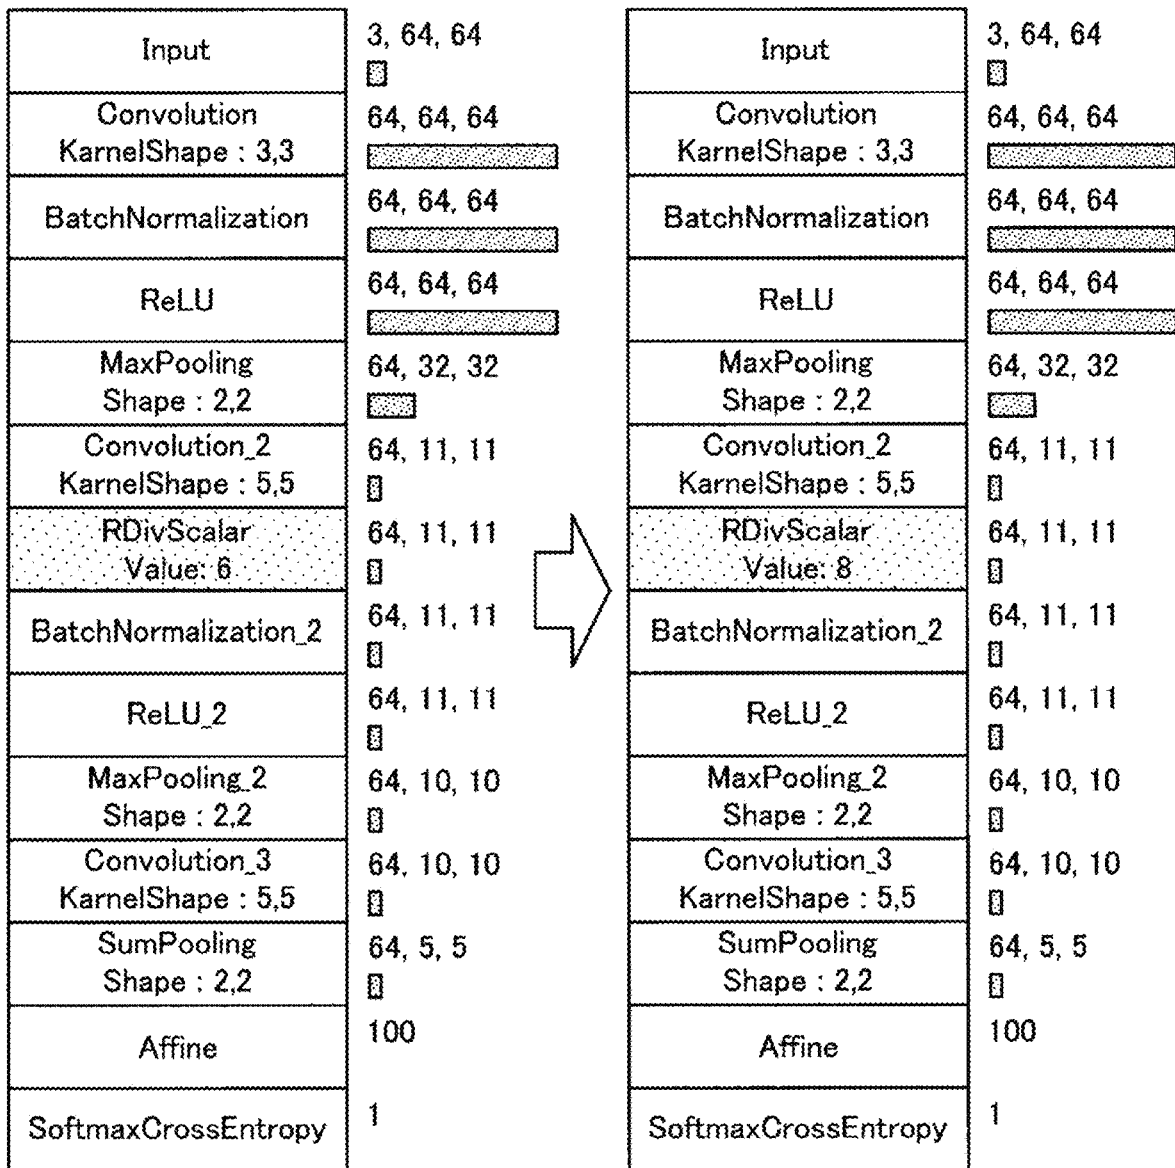 Input
3, 64, 64
Convolution
KarnelShape : 3,3
64, 64, 64
BatchNormalization
64, 64, 64
ReLU
64, 64, 64
MaxPooling
Shape : 2,2
64, 32, 32
Convolution_2
KarnelShape : 5,5
64, 11, 11
RDivScalar
Value: 6
64, 11, 11
BatchNormalization_2
64, 11, 11
ReLU_2
64, 11, 11
MaxPooling_2
Shape : 2,2
64, 10, 10
Convolution_3
KarnelShape : 5,5
64, 10, 10
SumPooling
Shape : 2,2
64, 5, 5
Affine
100
SoftmaxCrossEntropy
1
Input
3, 64, 64
Convolution
KarnelShape : 3,3
64, 64, 64
BatchNormalization
64, 64, 64
ReLU
64, 64, 64
MaxPooling
Shape : 2,2
64, 32, 32
Convolution_2
KarnelShape : 5,5
64, 11, 11
RDivScalar
Value: 8
64, 11, 11
BatchNormalization_2
64, 11, 11
ReLU_2
64, 11, 11
MaxPooling_2
Shape : 2,2
64, 10, 10
Convolution_3
KarnelShape : 5,5
64, 10, 10
SumPooling
Shape : 2,2
64, 5, 5
Affine
100
SoftmaxCrossEntropy
1